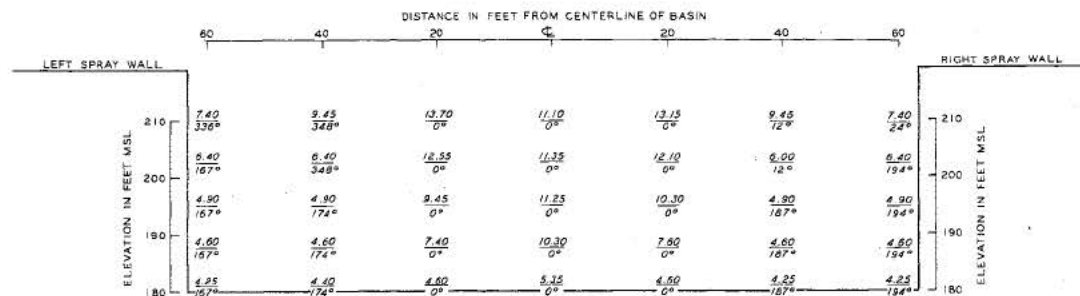 DISTANCE IN FEET FROM CENTERLINE OF BASIN
60 40 20 ℄ 20 40 60
LEFT SPRAY WALL
RIGHT SPRAY WALL
ELEVATION IN FEET MSL
210 7.40 9.45 13.70 11.10 13.15 9.45 7.40 210
336° 348° 0° 0° 0° 12° 24°
6.40 6.40 12.55 11.35 12.10 6.00 6.40
200 167° 348° 0° 0° 0° 12° 194° 200
4.90 4.90 9.45 11.25 10.30 4.90 4.90
167° 174° 0° 0° 0° 187° 194°
190 4.60 4.60 7.40 10.30 7.60 4.60 4.60 190
167° 174° 0° 0° 0° 187° 194°
4.25 4.40 4.60 5.35 4.60 4.25 4.25
180 167° 174° 0° 0° 0° 187° 194° 180
ELEVATION IN FEET MSL